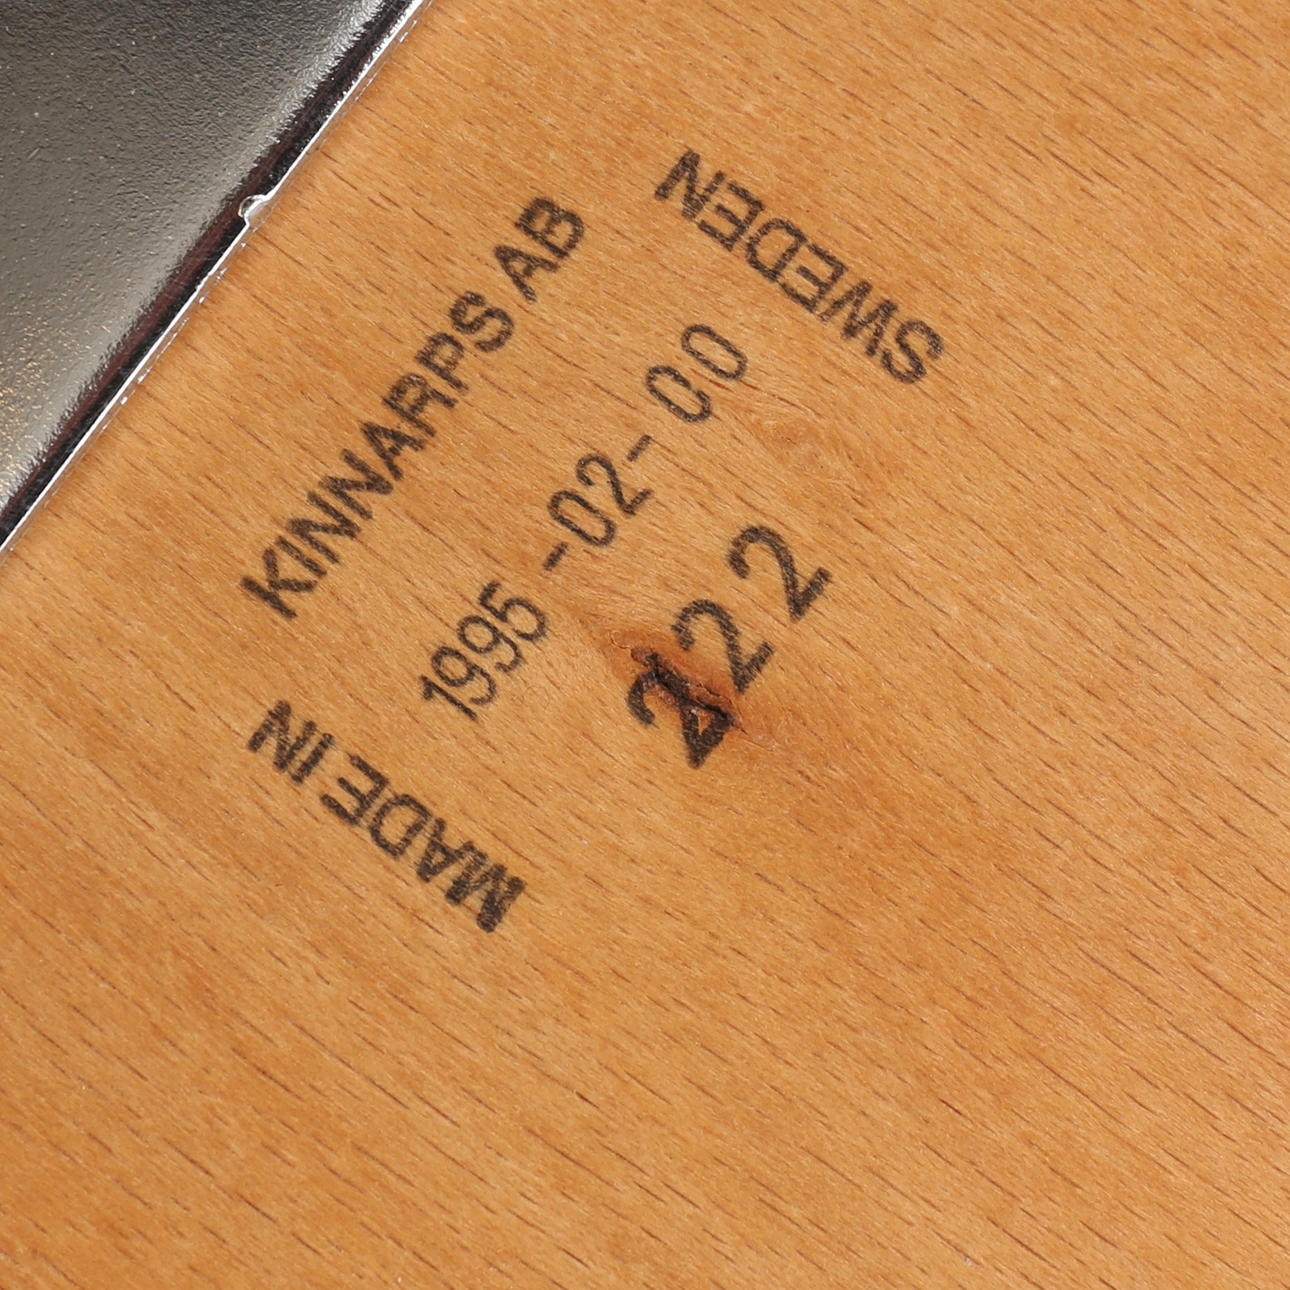 KINNARPS AB
1995-02-00
222
MADE IN
SWEDEN